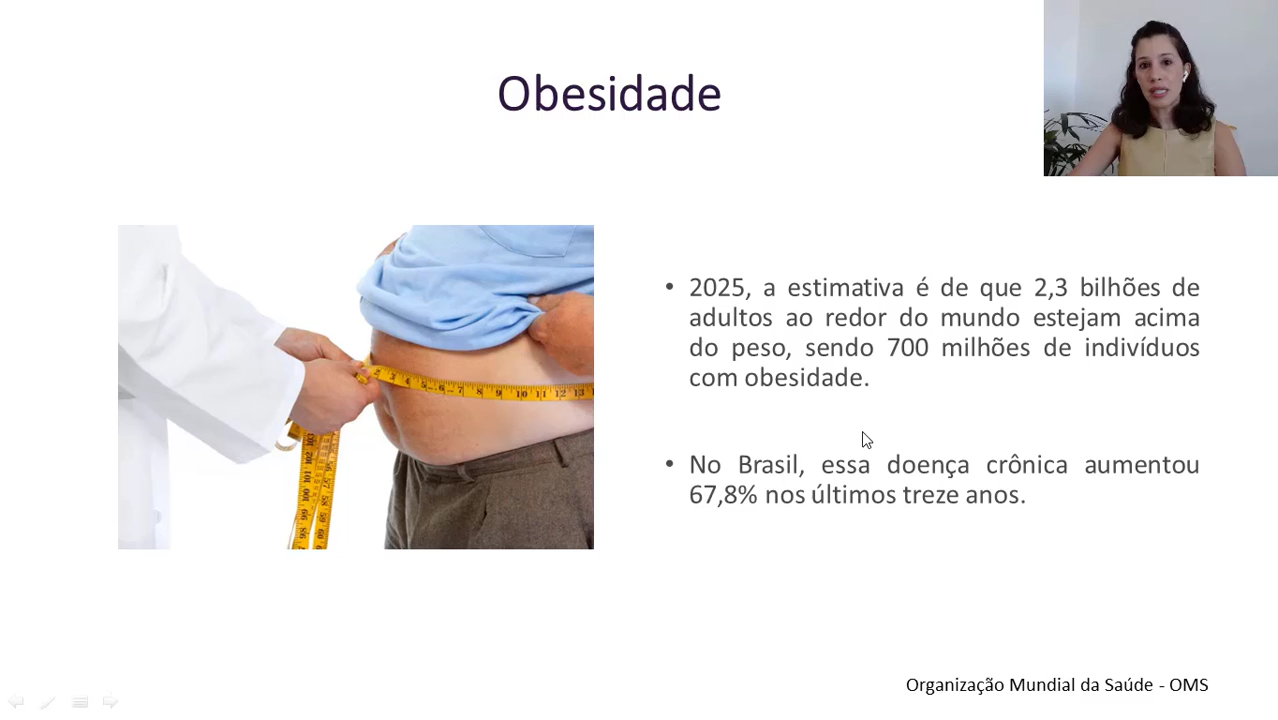 Obesidade
• 2025, a estimativa é de que 2,3 bilhões de
adultos ao redor do mundo estejam acima
do peso, sendo 700 milhões de indivíduos
com obesidade.
• No Brasil, essa doença crônica aumentou
67,8% nos últimos treze anos.
Organização Mundial da Saúde - OMS